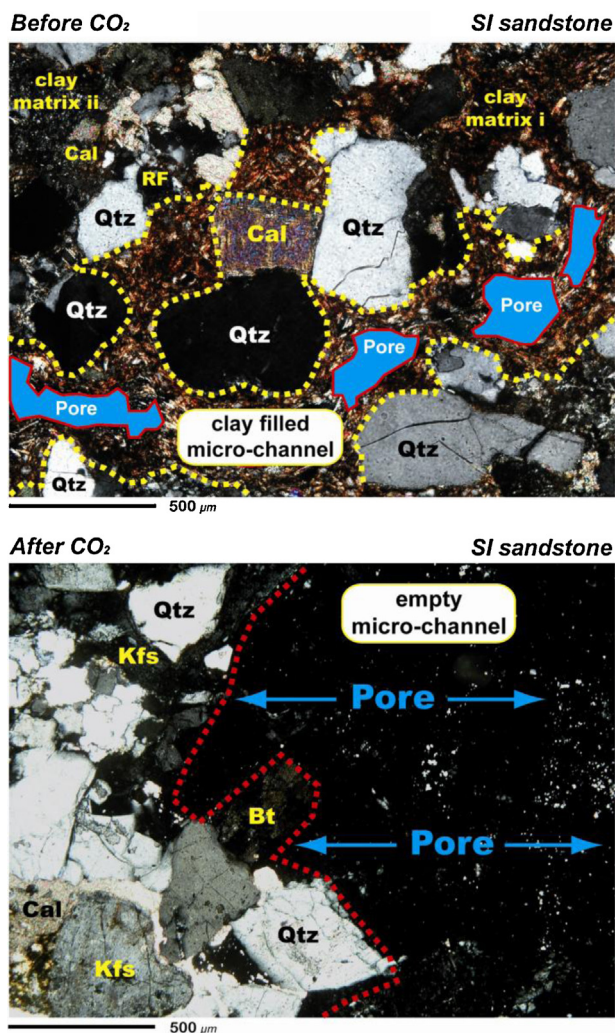 Before CO₂
SI sandstone
clay
matrix ii
clay
matrix i
Cal
RF
Qtz
Cal
Qtz
Qtz
Qtz
Pore
Pore
Pore
clay filled
micro-channel
Qtz
Qtz
500 µm
After CO₂
SI sandstone
Qtz
empty
micro-channel
Kfs
Pore
Bt
Pore
Cal
Qtz
Kfs
500 µm